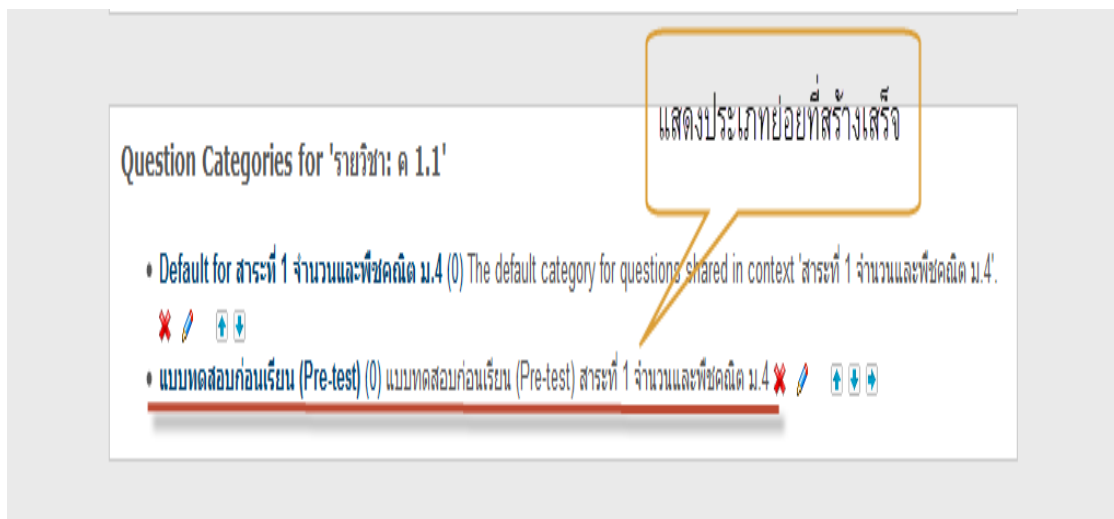 แสดงประเภทย่อยที่สร้างเสร็จ
Question Categories for 'รายวิชา: ค 1.1'
Default for สาระที่ 1 จำนวนและพีชคณิต ม.4 (0) The default category for questions shared in context 'สาระที่ 1 จำนวนและพีชคณิต ม.4'.
แบบทดสอบก่อนเรียน (Pre-test) (0) แบบทดสอบก่อนเรียน (Pre-test) สาระที่ 1 จำนวนและพีชคณิต ม.4